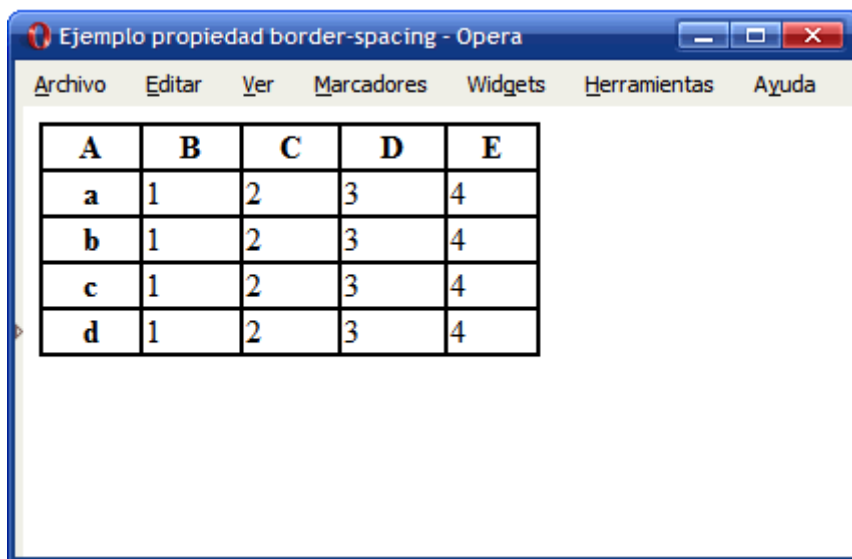 Ejemplo propiedad border-spacing - Opera
Archivo Editar Ver Marcadores Widgets Herramientas Ayuda
A B C D E
a 1 2 3 4
b 1 2 3 4
c 1 2 3 4
d 1 2 3 4